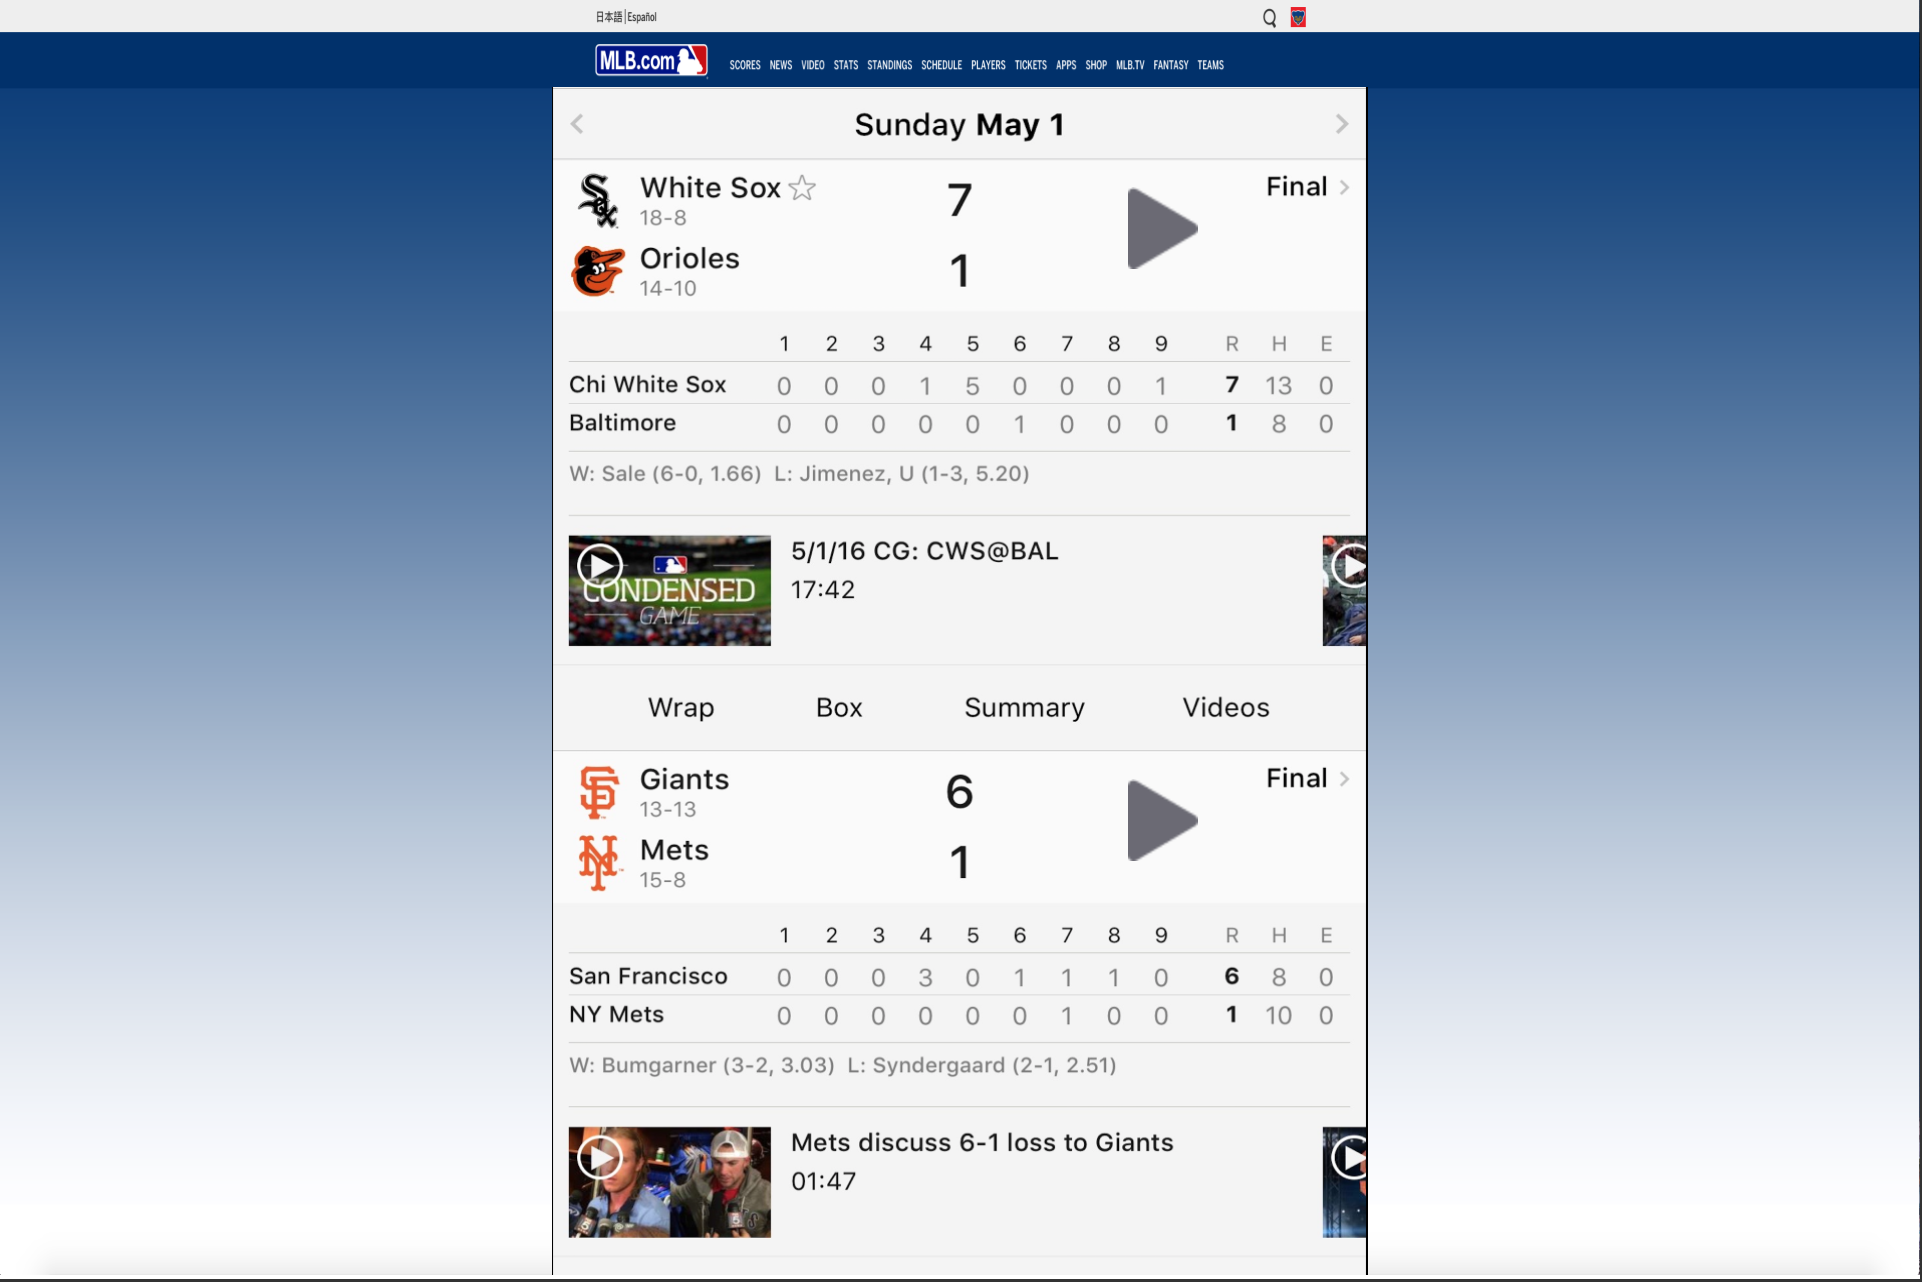 日本語|Español
MLB.com
SCORES NEWS VIDEO STATS STANDINGS SCHEDULE PLAYERS TICKETS APPS SHOP MLB.TV FANTASY TEAMS
Sunday May 1
White Sox 7 Final
18-8
Orioles 1
14-10
1 2 3 4 5 6 7 8 9 R H E
Chi White Sox 0 0 0 1 5 0 0 0 1 7 13 0
Baltimore 0 0 0 0 0 1 0 0 0 1 8 0
W: Sale (6-0, 1.66) L: Jimenez, U (1-3, 5.20)
CONDENSED
GAME
5/1/16 CG: CWS@BAL
17:42
Wrap Box Summary Videos
Giants 6 Final
13-13
Mets 1
15-8
1 2 3 4 5 6 7 8 9 R H E
San Francisco 0 0 0 3 0 1 1 1 0 6 8 0
NY Mets 0 0 0 0 0 0 1 0 0 1 10 0
W: Bumgarner (3-2, 3.03) L: Syndergaard (2-1, 2.51)
Mets discuss 6-1 loss to Giants
01:47